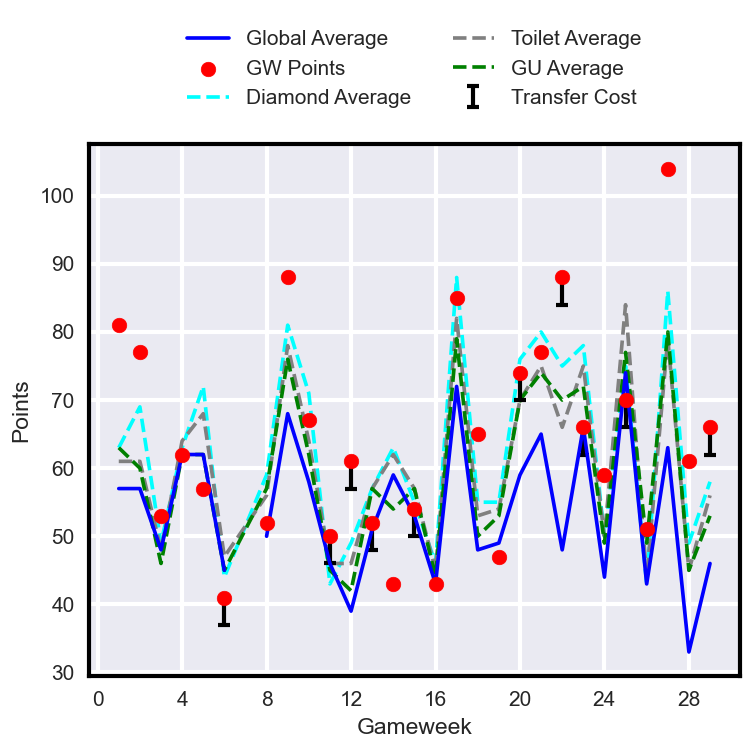 Global Average
GW Points
Diamond Average
Toilet Average
GU Average
Transfer Cost
Points
100
90
80
70
60
50
40
30
0 4 8 12 16 20 24 28
Gameweek